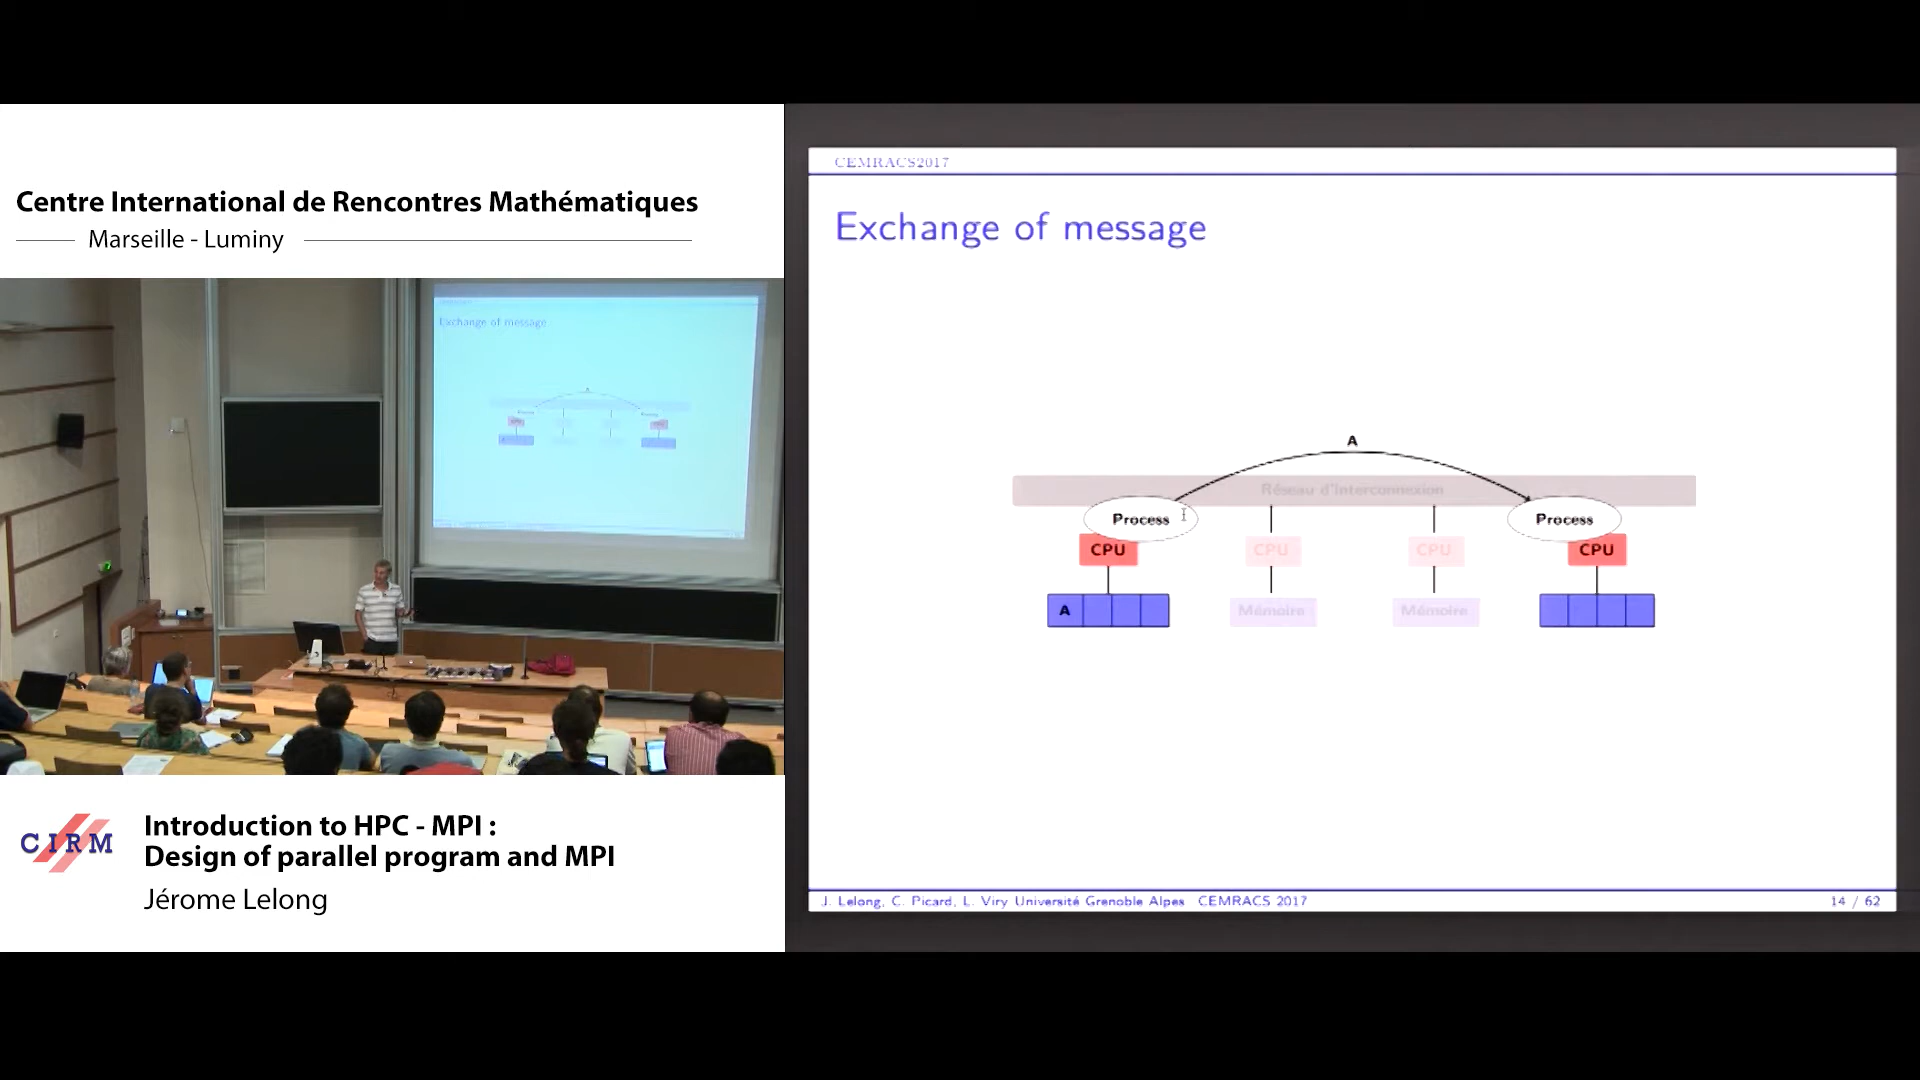 Centre International de Rencontres Mathématiques
Marseille - Luminy
Exchange of message
CIRM
Introduction to HPC - MPI :
Design of parallel program and MPI
Jérome Lelong
CEMRACS2017
Exchange of message
A
Réseau d'Interconnexion
Process
Process
CPU
CPU
CPU
CPU
A
Mémoire
Mémoire
J. Lelong, C. Picard, L. Viry Université Grenoble Alpes CEMRACS 2017
14 / 62